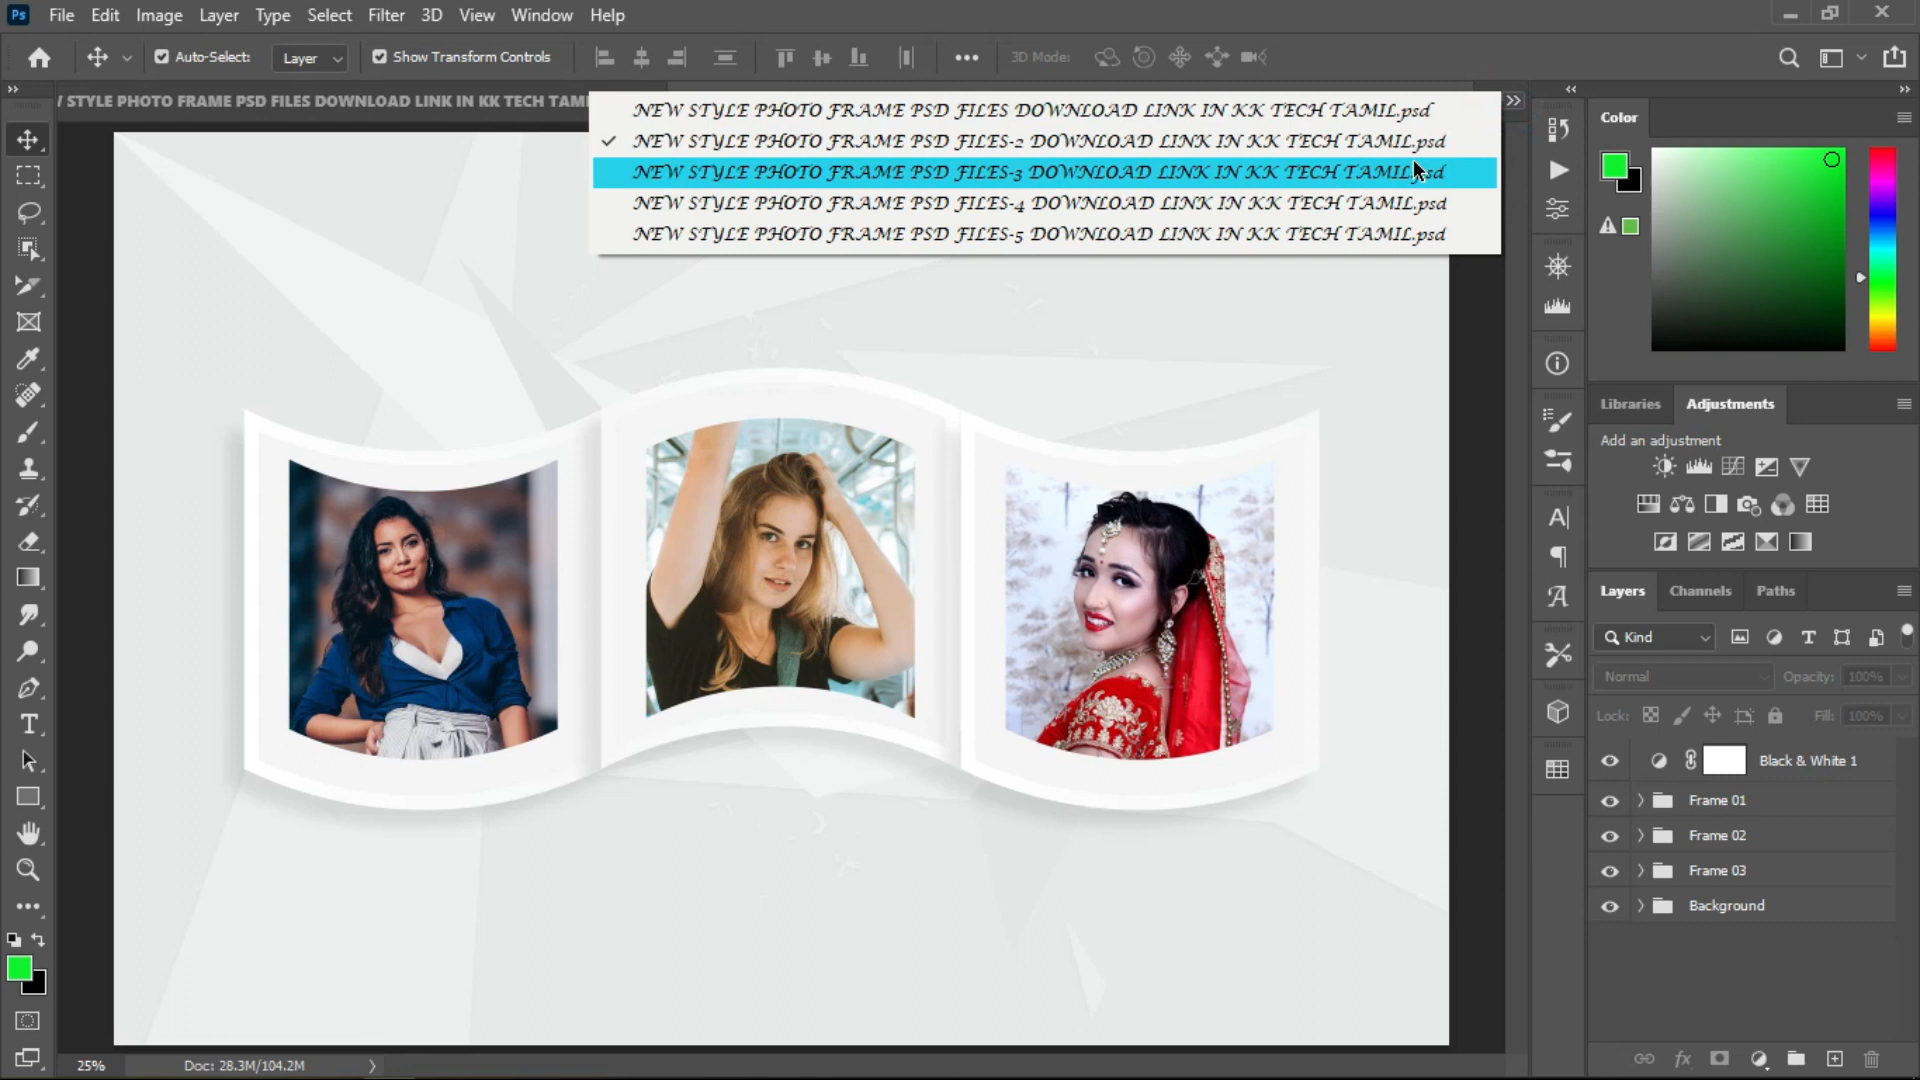 Ps File Edit Image Layer Type Select Filter 3D View Window Help
Auto-Select: Layer Show Transform Controls 3D Mode:
STYLE PHOTO FRAME PSD FILES DOWNLOAD LINK IN KK TECH TAMI
NEW STYLE PHOTO FRAME PSD FILES DOWNLOAD LINK IN KK TECH TAMIL.psd
NEW STYLE PHOTO FRAME PSD FILES-2 DOWNLOAD LINK IN KK TECH TAMIL.psd
NEW STYLE PHOTO FRAME PSD FILES-3 DOWNLOAD LINK IN KK TECH TAMIL.psd
NEW STYLE PHOTO FRAME PSD FILES-4 DOWNLOAD LINK IN KK TECH TAMIL.psd
NEW STYLE PHOTO FRAME PSD FILES-5 DOWNLOAD LINK IN KK TECH TAMIL.psd
Color
Libraries Adjustments
Add an adjustment
Layers Channels Paths
Kind
Normal Opacity: 100%
Lock: Fill: 100%
Black & White 1
Frame 01
Frame 02
Frame 03
Background
25% Doc: 28.3M/104.2M